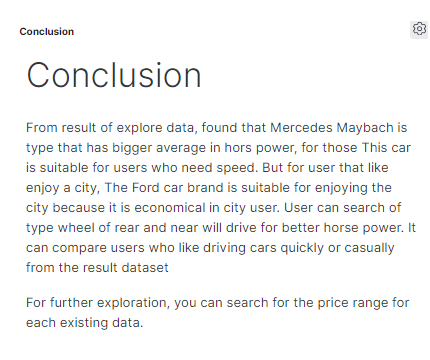 Conclusion
Conclusion
From result of explore data, found that Mercedes Maybach is
type that has bigger average in hors power, for those This car
is suitable for users who need speed. But for user that like
enjoy a city, The Ford car brand is suitable for enjoying the
city because it is economical in city user. User can search of
type wheel of rear and near will drive for better horse power. It
can compare users who like driving cars quickly or casually
from the result dataset
For further exploration, you can search for the price range for
each existing data.